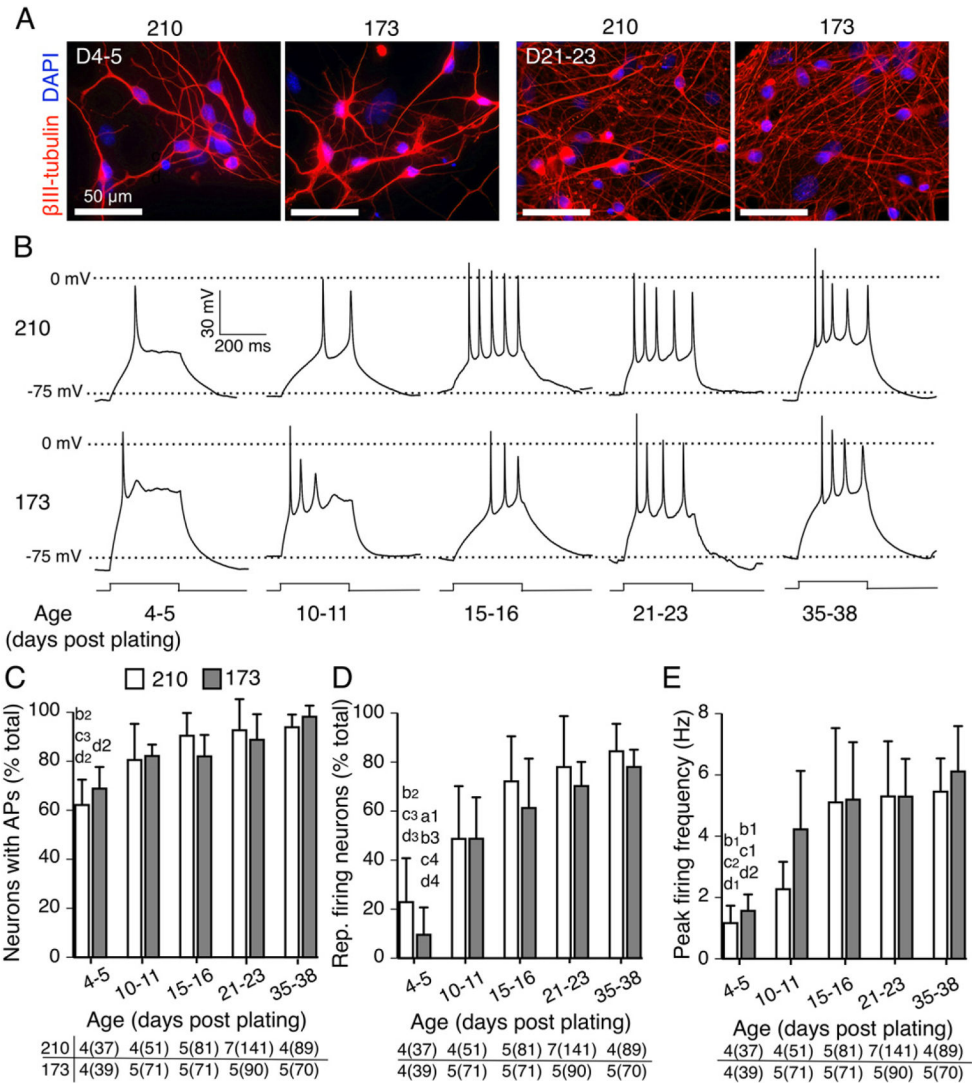 A
210
173
210
173
βIII-tubulin DAPI
D4-5
50 µm
D21-23
B
0 mV
210
30 mV
200 ms
-75 mV
0 mV
173
-75 mV
Age
(days post plating)
4-5
10-11
15-16
21-23
35-38
C
210
173
Neurons with APs (% total)
100
80
60
40
20
0
b2
c3
d2
d2
4-5
10-11
15-16
21-23
35-38
Age (days post plating)
210 4(37) 4(51) 5(81) 7(141) 4(89)
173 4(39) 5(71) 5(71) 5(90) 5(70)
D
Rep. firing neurons (% total)
100
80
60
40
20
0
b2
c3 a1
d3 b3
c4
d4
4-5
10-11
15-16
21-23
35-38
Age (days post plating)
4(37) 4(51) 5(81) 7(141) 4(89)
4(39) 5(71) 5(71) 5(90) 5(70)
E
Peak firing frequency (Hz)
8
6
4
2
0
b1 b1
c2 c1
d1 d2
4-5
10-11
15-16
21-23
35-38
Age (days post plating)
4(37) 4(51) 5(81) 7(141) 4(89)
4(39) 5(71) 5(71) 5(90) 5(70)